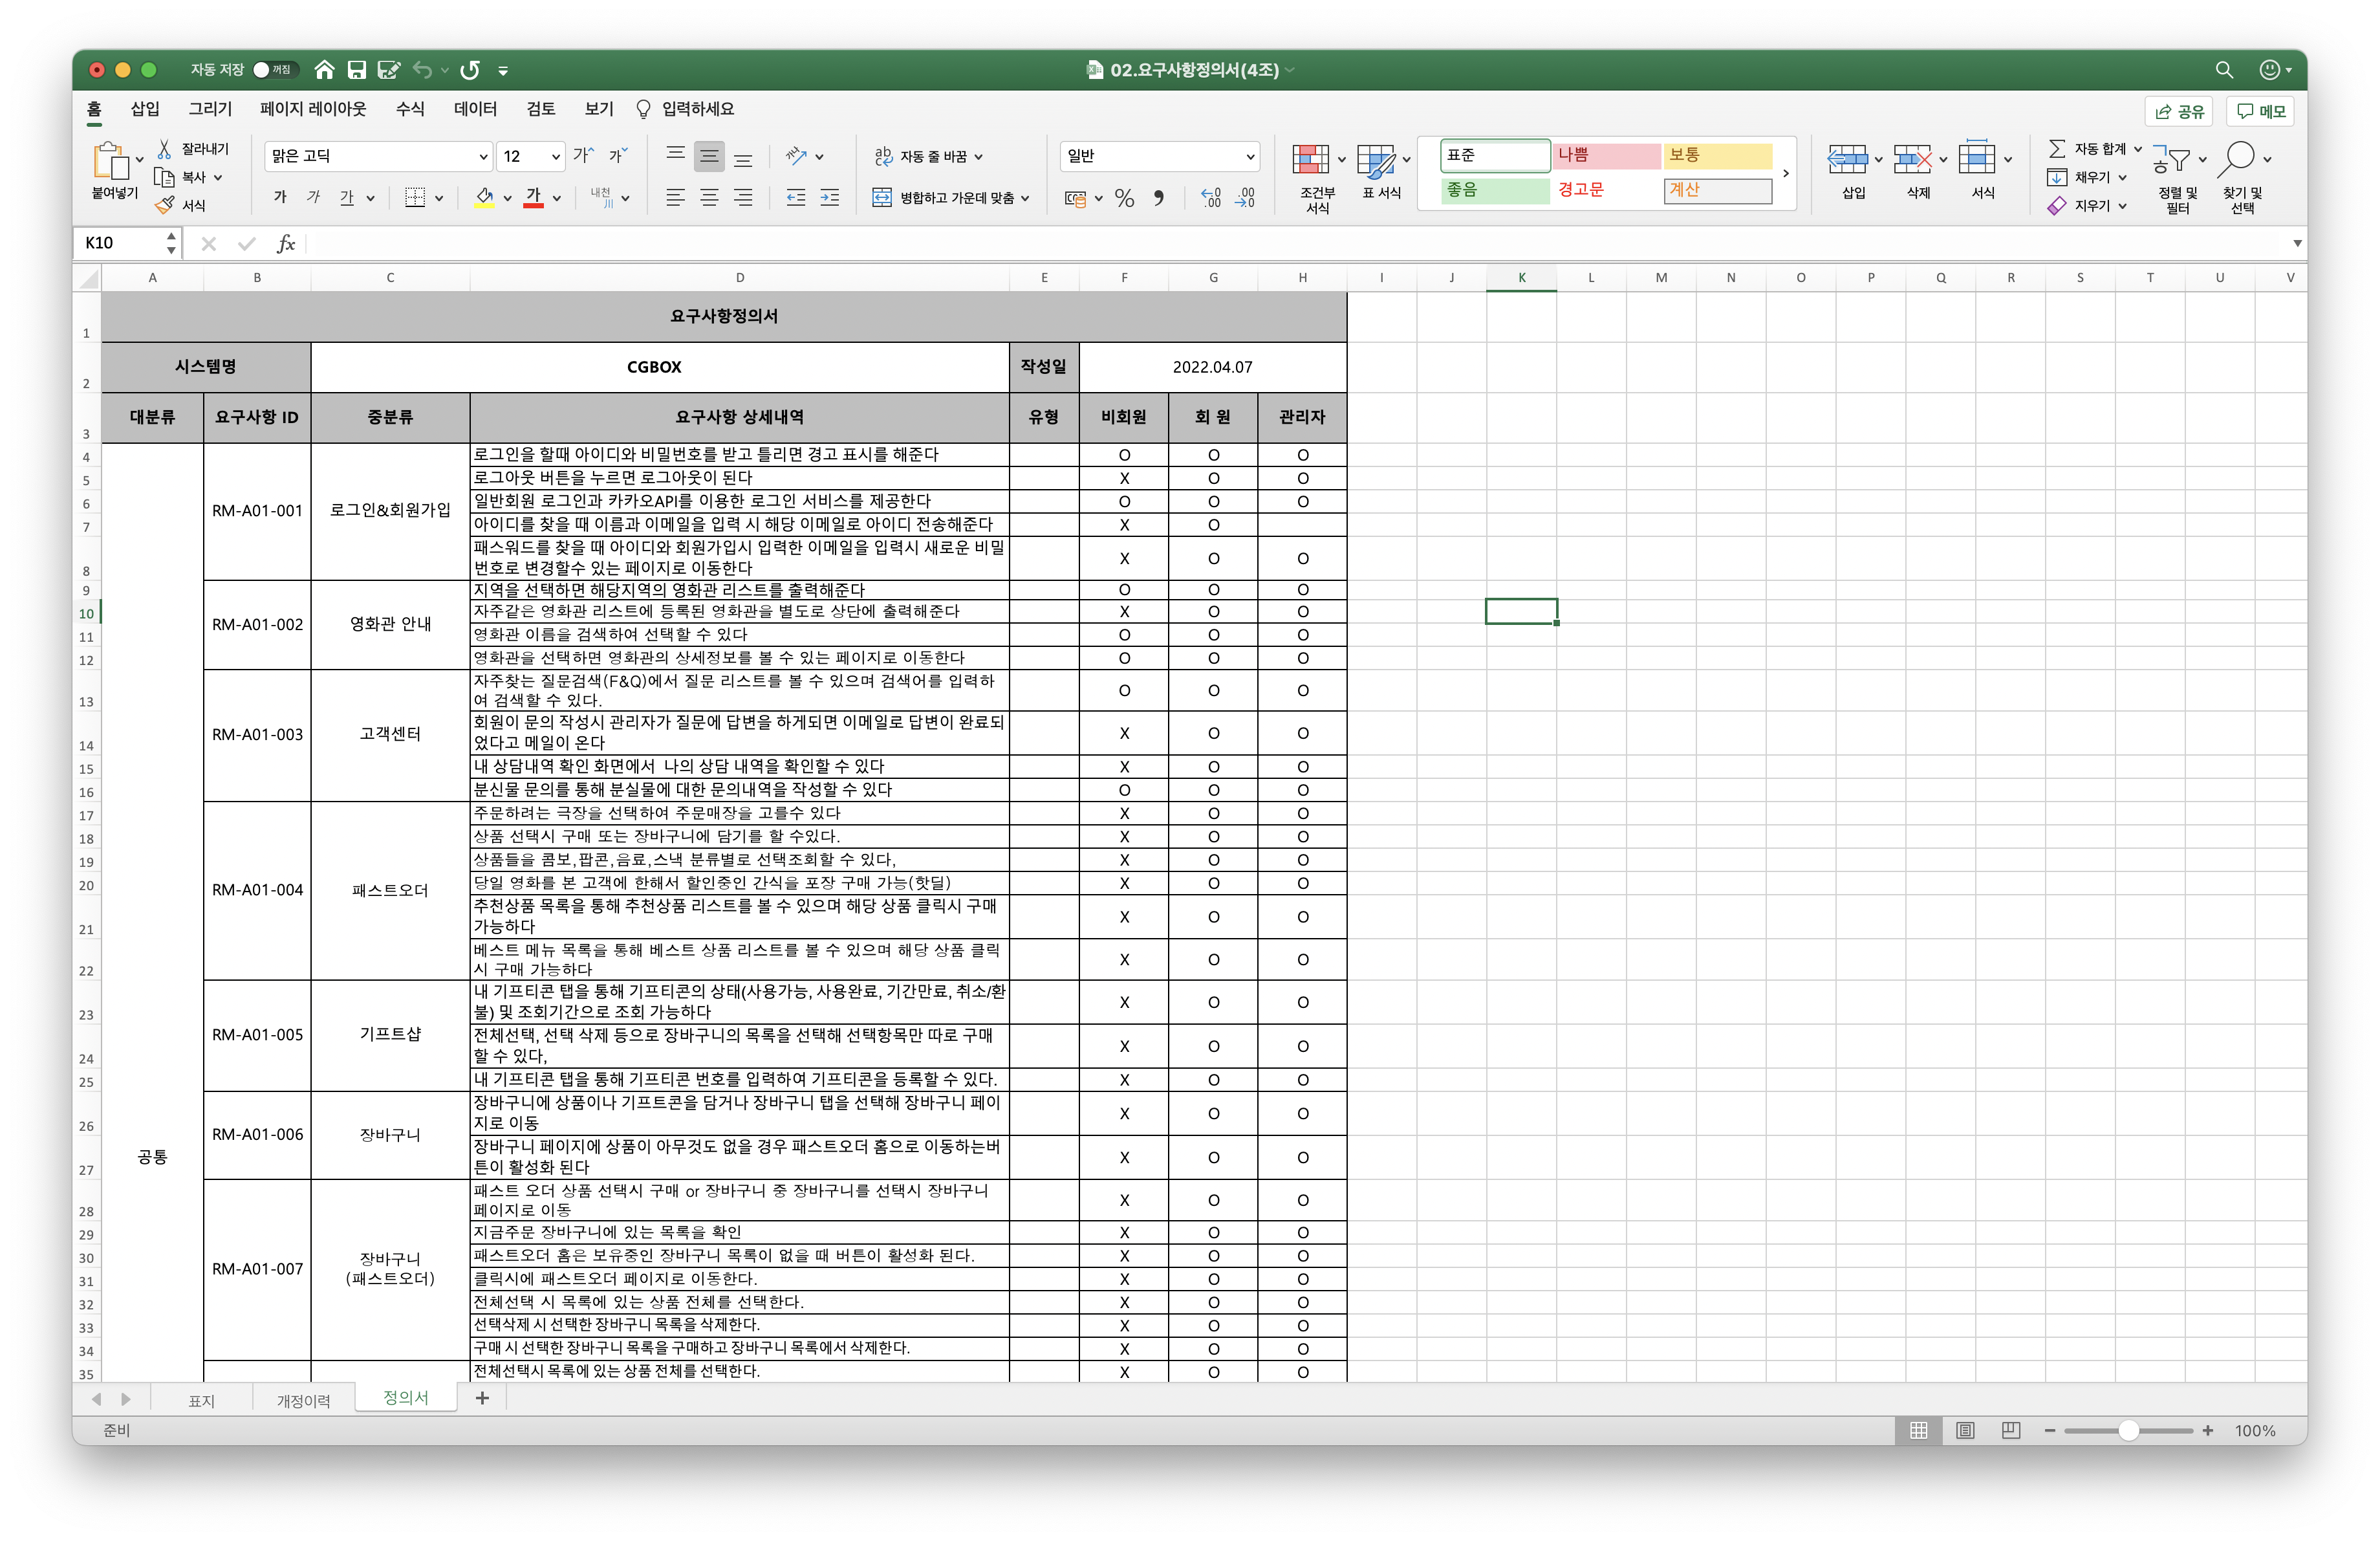 자동 저장 꺼짐 02.요구사항정의서(4조)
홈 삽입 그리기 페이지 레이아웃 수식 데이터 검토 보기 입력하세요 공유 메모
붙여넣기 잘라내기 복사 서식
맑은 고딕 12 가 가
가 가 가 가 내천
자동 줄 바꿈
병합하고 가운데 맞춤
일반
조건부 서식 표 서식
표준 나쁨 보통
좋음 경고문 계산
삽입 삭제 서식
자동 합계 채우기 지우기
정렬 및 필터 찾기 및 선택
K10 fx
A B C D E F G H I J K L M N O P Q R S T U V
1 요구사항정의서
2 시스템명 CGBOX 작성일 2022.04.07
3 대분류 요구사항 ID 중분류 요구사항 상세내역 유형 비회원 회 원 관리자
공통
RM-A01-001 로그인&회원가입
4 로그인을 할때 아이디와 비밀번호를 받고 틀리면 경고 표시를 해준다 O O O
5 로그아웃 버튼을 누르면 로그아웃이 된다 X O O
6 일반회원 로그인과 카카오API를 이용한 로그인 서비스를 제공한다 O O O
7 아이디를 찾을 때 이름과 이메일을 입력 시 해당 이메일로 아이디 전송해준다 X O
8 패스워드를 찾을 때 아이디와 회원가입시 입력한 이메일을 입력시 새로운 비밀
번호로 변경할수 있는 페이지로 이동한다 X O O
RM-A01-002 영화관 안내
9 지역을 선택하면 해당지역의 영화관 리스트를 출력해준다 O O O
10 자주같은 영화관 리스트에 등록된 영화관을 별도로 상단에 출력해준다 X O O
11 영화관 이름을 검색하여 선택할 수 있다 O O O
12 영화관을 선택하면 영화관의 상세정보를 볼 수 있는 페이지로 이동한다 O O O
RM-A01-003 고객센터
13 자주찾는 질문검색(F&Q)에서 질문 리스트를 볼 수 있으며 검색어를 입력하
여 검색할 수 있다. O O O
14 회원이 문의 작성시 관리자가 질문에 답변을 하게되면 이메일로 답변이 완료되
었다고 메일이 온다 X O O
15 내 상담내역 확인 화면에서 나의 상담 내역을 확인할 수 있다 X O O
16 분신물 문의를 통해 분실물에 대한 문의내역을 작성할 수 있다 O O O
RM-A01-004 패스트오더
17 주문하려는 극장을 선택하여 주문매장을 고를수 있다 X O O
18 상품 선택시 구매 또는 장바구니에 담기를 할 수있다. X O O
19 상품들을 콤보,팝콘,음료,스낵 분류별로 선택조회할 수 있다, X O O
20 당일 영화를 본 고객에 한해서 할인중인 간식을 포장 구매 가능(핫딜) X O O
21 추천상품 목록을 통해 추천상품 리스트를 볼 수 있으며 해당 상품 클릭시 구매
가능하다 X O O
22 베스트 메뉴 목록을 통해 베스트 상품 리스트를 볼 수 있으며 해당 상품 클릭
시 구매 가능하다 X O O
RM-A01-005 기프트샵
23 내 기프티콘 탭을 통해 기프티콘의 상태(사용가능, 사용완료, 기간만료, 취소/환
불) 및 조회기간으로 조회 가능하다 X O O
24 전체선택, 선택 삭제 등으로 장바구니의 목록을 선택해 선택항목만 따로 구매
할 수 있다, X O O
25 내 기프티콘 탭을 통해 기프티콘 번호를 입력하여 기프티콘을 등록할 수 있다. X O O
RM-A01-006 장바구니
26 장바구니에 상품이나 기프트콘을 담거나 장바구니 탭을 선택해 장바구니 페이
지로 이동 X O O
27 장바구니 페이지에 상품이 아무것도 없을 경우 패스트오더 홈으로 이동하는버
튼이 활성화 된다 X O O
RM-A01-007 장바구니
(패스트오더)
28 패스트 오더 상품 선택시 구매 or 장바구니 중 장바구니를 선택시 장바구니
페이지로 이동 X O O
29 지금주문 장바구니에 있는 목록을 확인 X O O
30 패스트오더 홈은 보유중인 장바구니 목록이 없을 때 버튼이 활성화 된다. X O O
31 클릭시에 패스트오더 페이지로 이동한다. X O O
32 전체선택 시 목록에 있는 상품 전체를 선택한다. X O O
33 선택삭제 시 선택한 장바구니 목록을 삭제한다. X O O
34 구매 시 선택한 장바구니 목록을 구매하고 장바구니 목록에서 삭제한다. X O O
35 전체선택시 목록에 있는 상품 전체를 선택한다. X O O
표지 개정이력 정의서 +
준비 100%